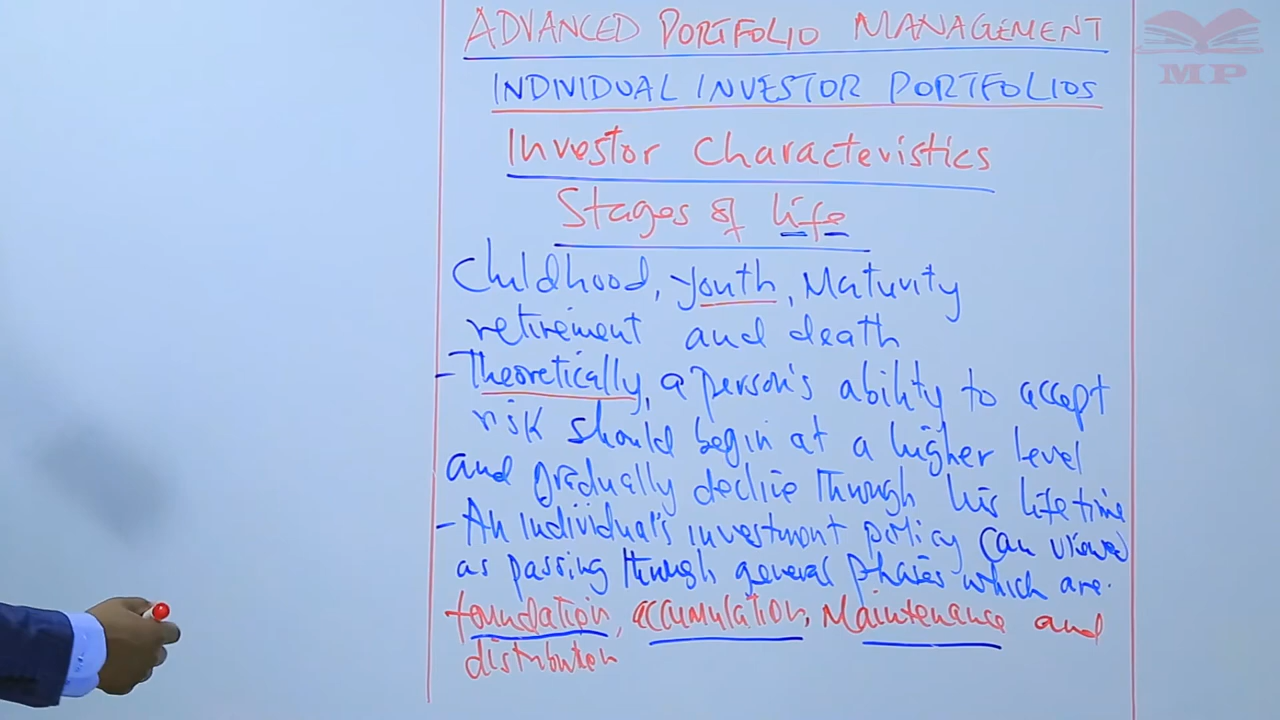 ADVANCED PORTFOLIO MANAGEMENT
MP
INDIVIDUAL INVESTOR PORTFOLIOS
Investor Characteristics
Stages of life
Childhood, youth, Maturity
retirement and death
- Theoretically, a person's ability to accept
risk should begin at a higher level
and gradually decline through his lifetime
- An individual's investment policy can viewed
as passing through general phases which are.
foundation, accumulation, Maintenance and
distribution